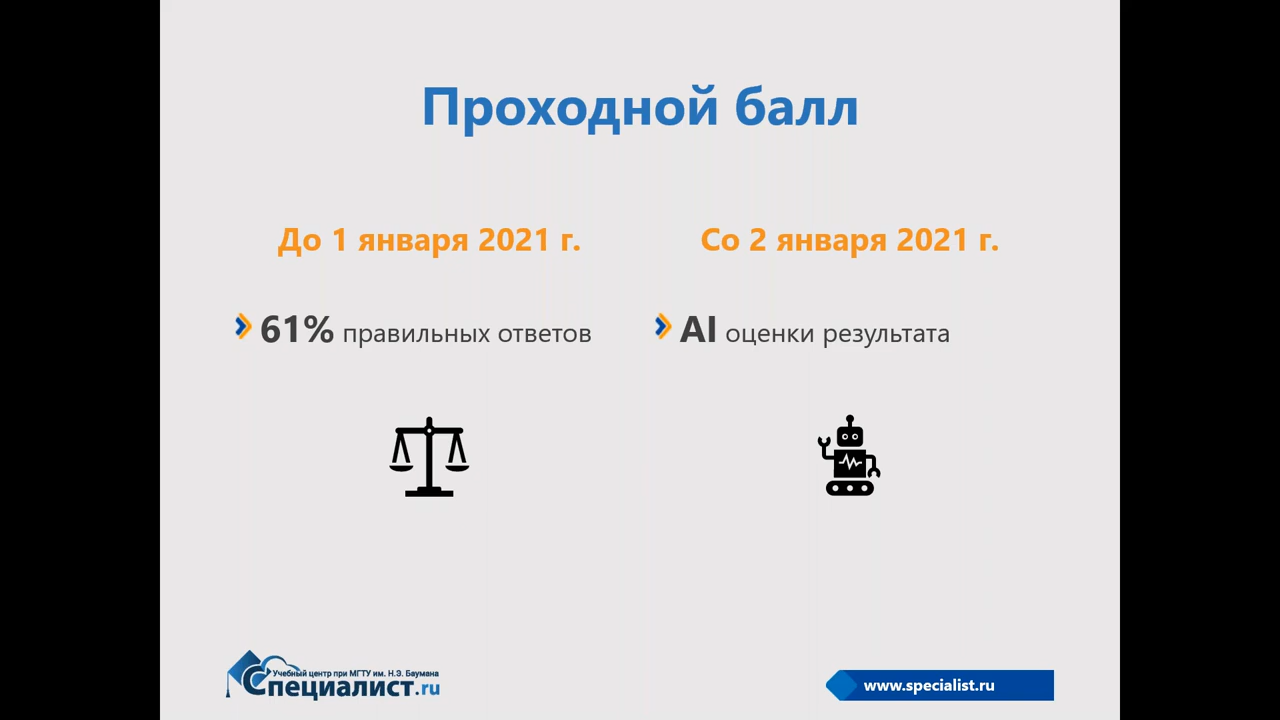 Проходной балл
До 1 января 2021 г.
Со 2 января 2021 г.
61% правильных ответов
AI оценки результата
Учебный центр при МГТУ им. Н.Э. Баумана
Специалист.ru
www.specialist.ru